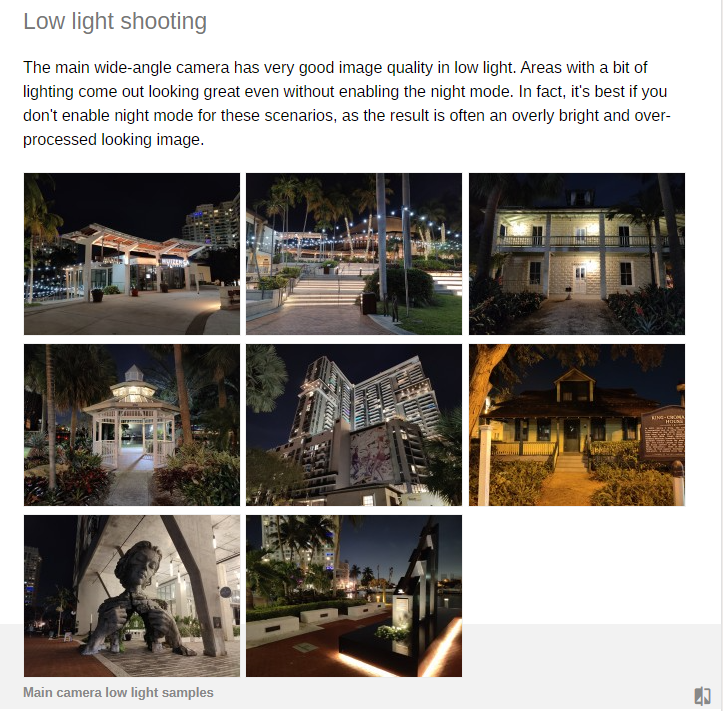 Low light shooting
The main wide-angle camera has very good image quality in low light. Areas with a bit of
lighting come out looking great even without enabling the night mode. In fact, it's best if you
don't enable night mode for these scenarios, as the result is often an overly bright and over-
processed looking image.
HOUSE
Main camera low light samples